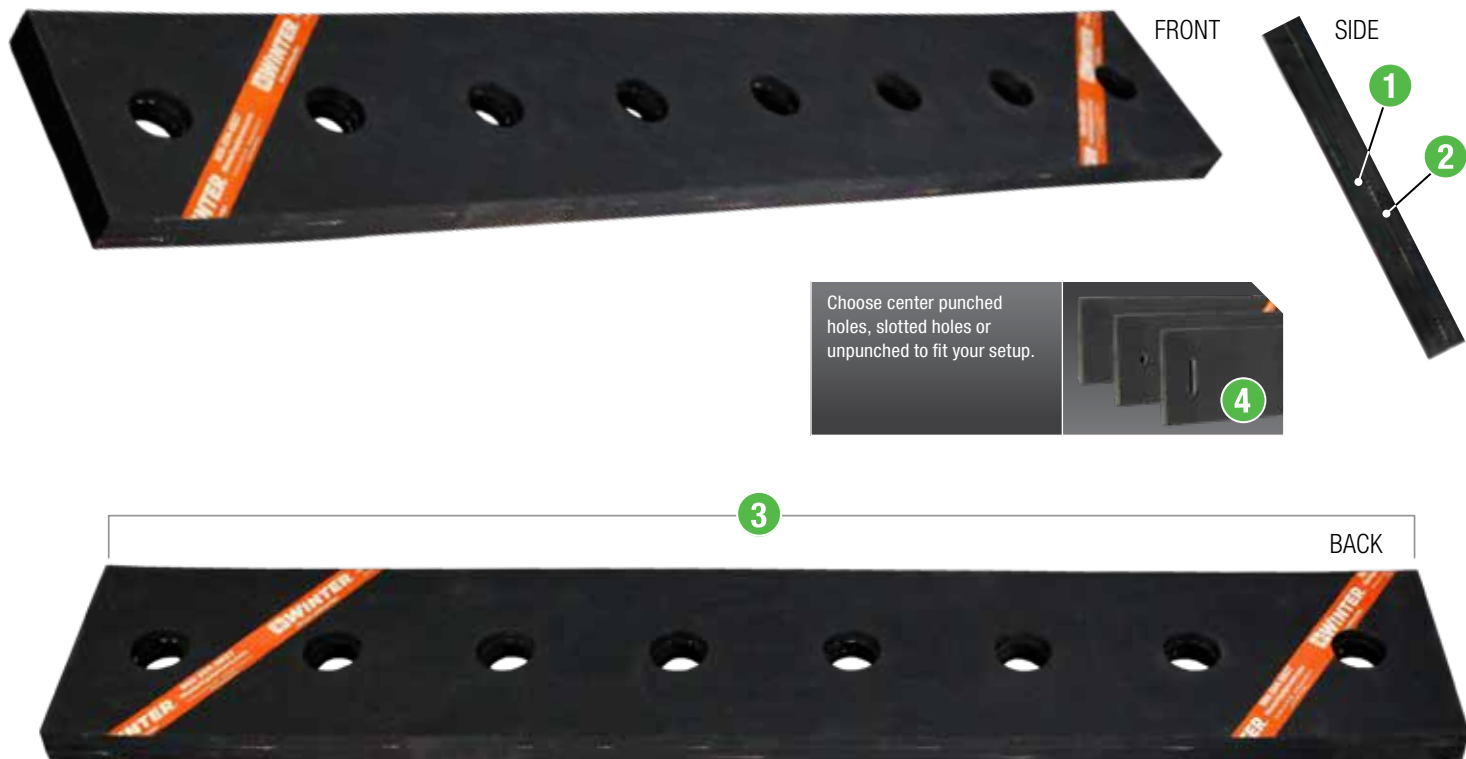 FRONT
SIDE
WINTER
WINTER
1
2
Choose center punched
holes, slotted holes or
unpunched to fit your setup.
4
3
BACK
WINTER
WINTER
WINTER